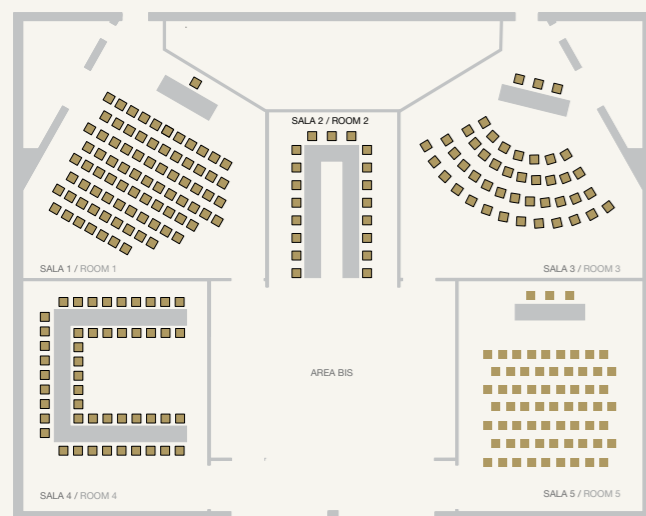 SALA 2 / ROOM 2
SALA 1 / ROOM 1
SALA 3 / ROOM 3
AREA BIS
SALA 4 / ROOM 4
SALA 5 / ROOM 5